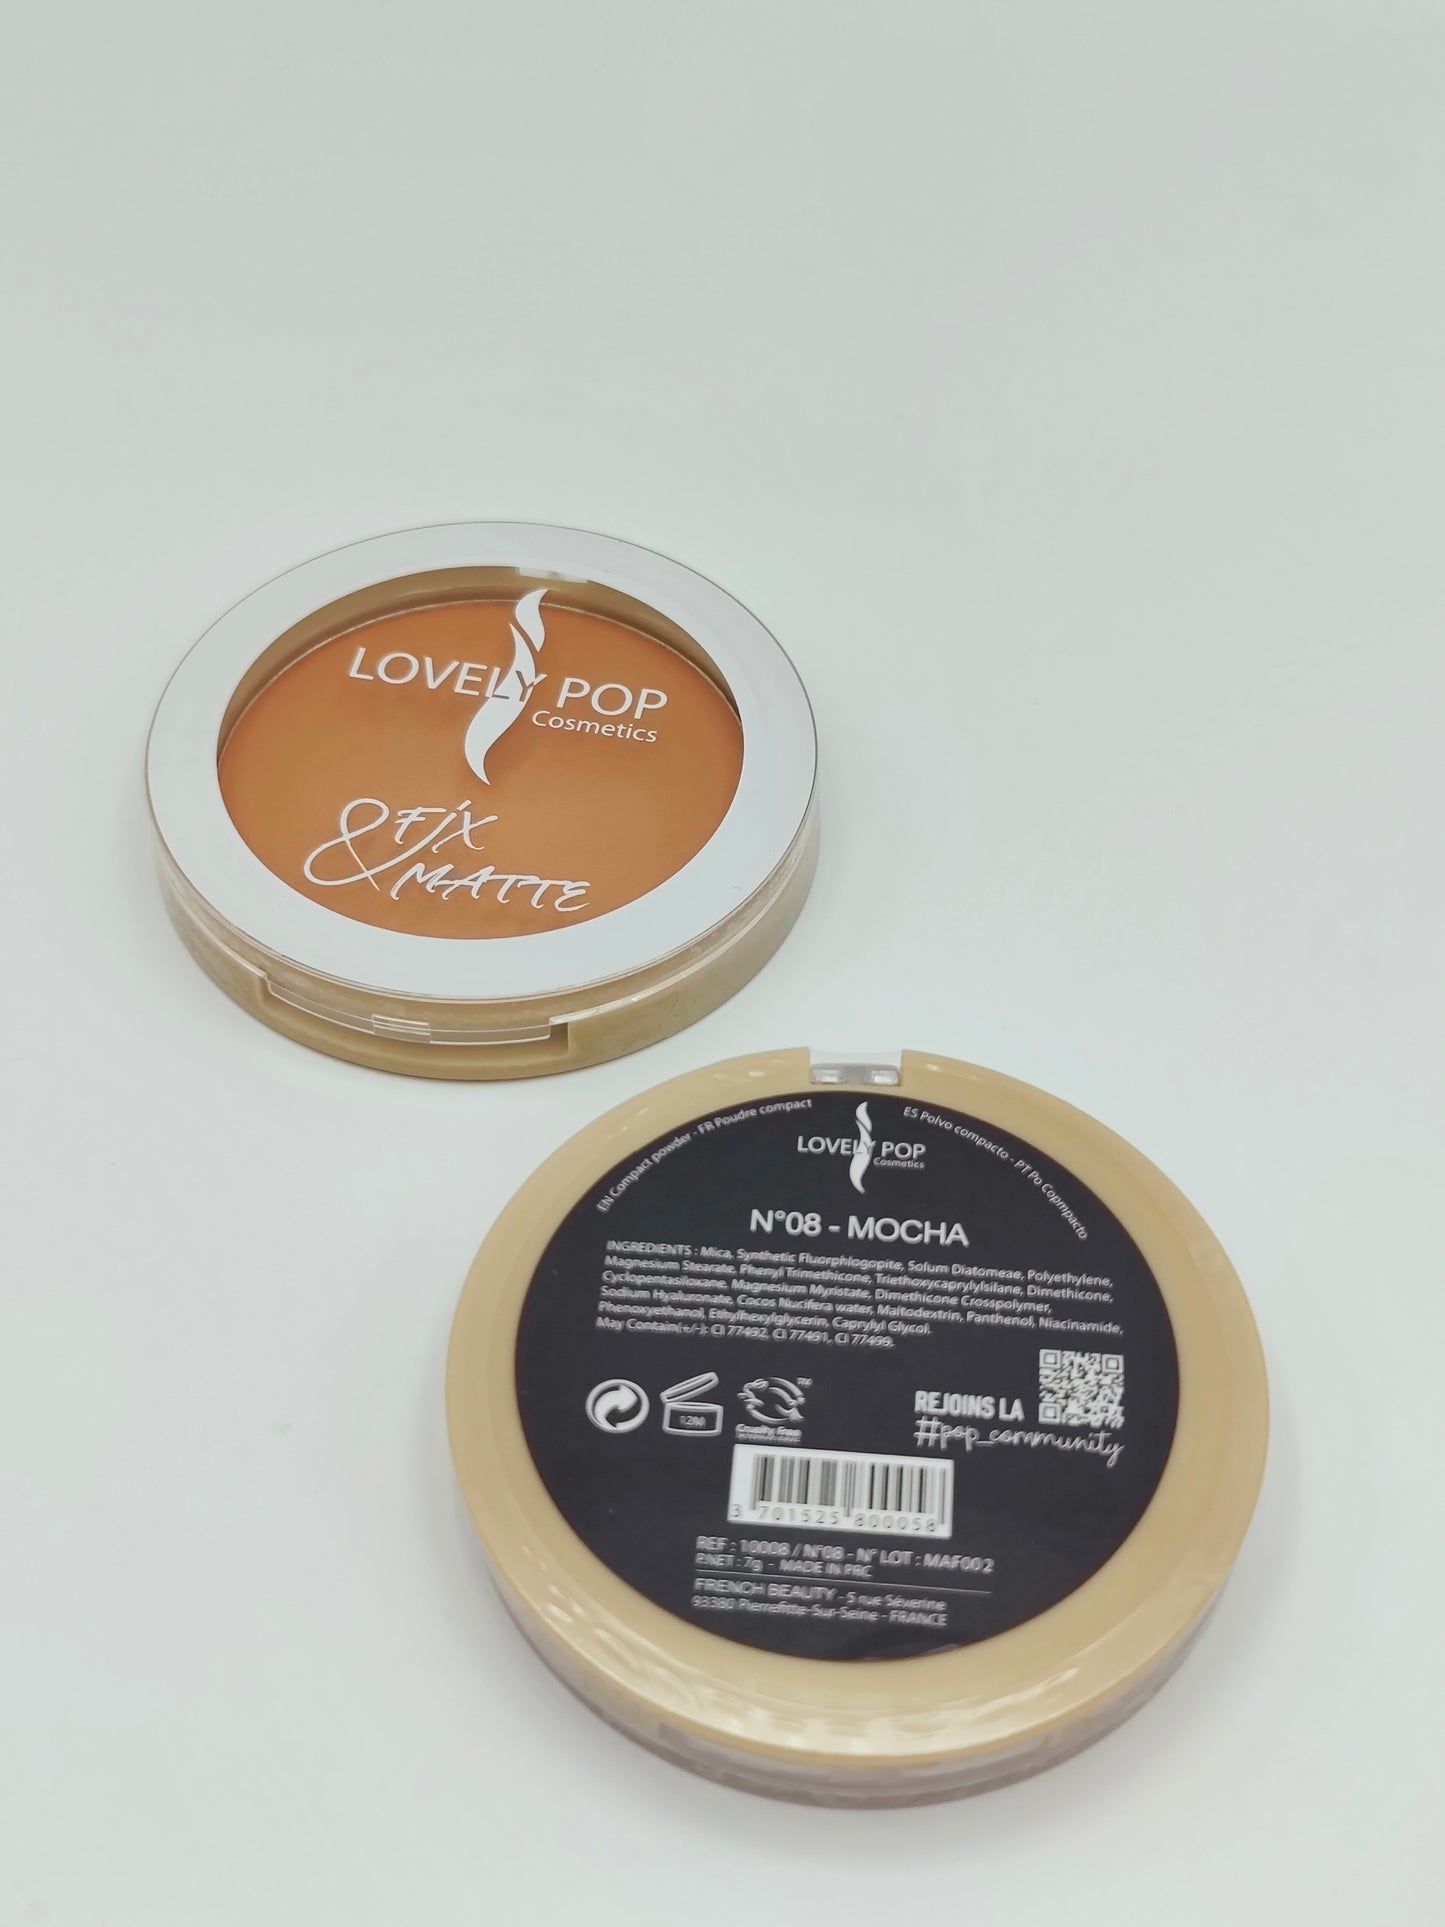 LOVELY POP
Cosmetics
FIX
& MATTE
EN Compact powder - FR Poudre compact
ES Polvo compacto - PT Po Copmpacto
LOVELY POP
Cosmetics
N°08 - MOCHA
INGREDIENTS : Mica, Synthetic Fluorphlogopite, Solum Diatomeae, Polyethylene,
Magnesium Stearate, Phenyl Trimethicone, Triethoxycaprylylsilane, Dimethicone,
Cyclopentasiloxane, Magnesium Myristate, Dimethicone Crosspolymer,
Sodium Hyaluronate, Cocos Nucifera water, Maltodextrin, Panthenol, Niacinamide,
Phenoxyethanol, Ethylhexylglycerin, Caprylyl Glycol.
May Contain(+/-): CI 77492, CI 77491, CI 77499.
12M
TM
Cruelty Free
REJOINS LA
#pop_community
3 701525 800058
REF : 10008 / N°08 - N° LOT : MAF002
P.NET : 7g - MADE IN PRC
FRENCH BEAUTY - 5 rue Séverine
93380 Pierrefitte-Sur-Seine - FRANCE